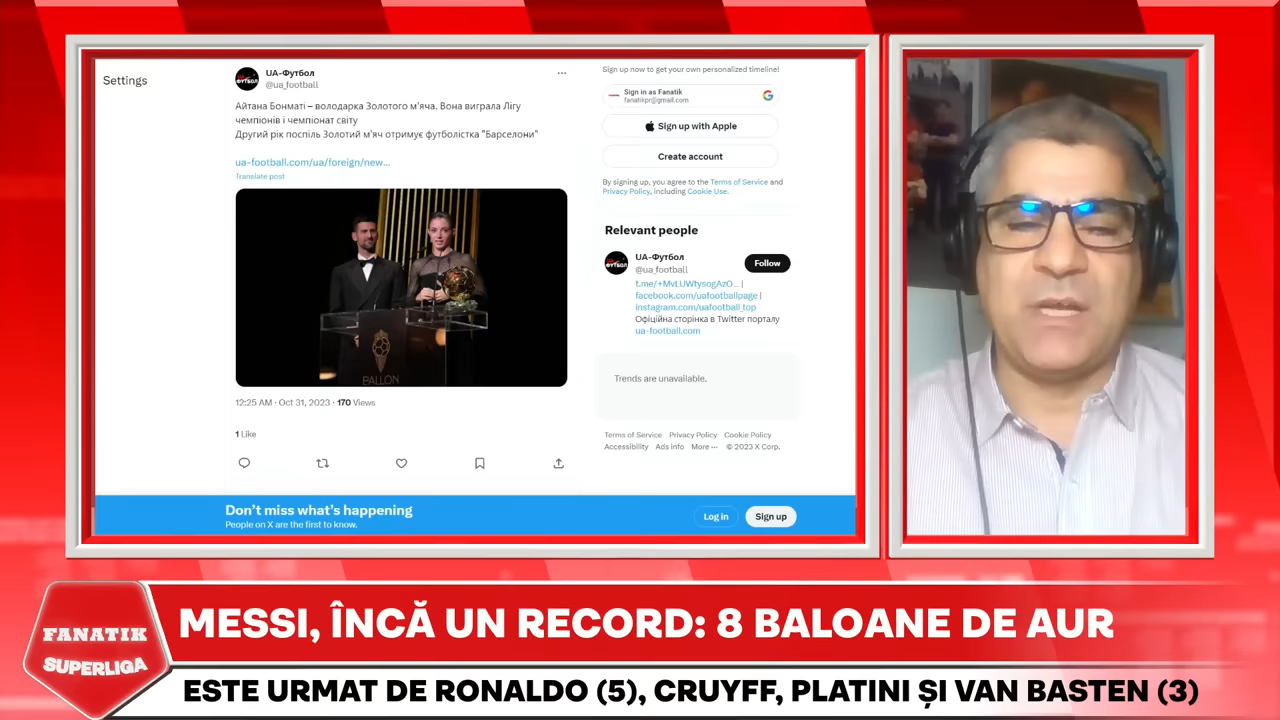 Settings
UA-Футбол
@ua_football
Айтана Бонматі – володарка Золотого м'яча. Вона виграла Лігу
чемпіонів і чемпіонат світу
Другий рік поспіль Золотий м'яч отримує футболістка "Барселони"
ua-football.com/ua/foreign/new...
Translate post
BALLON
12:25 AM · Oct 31, 2023 · 170 Views
1 Like
Sign up now to get your own personalized timeline!
Sign in as Fanatik
fanatikpr@gmail.com
Sign up with Apple
Create account
By signing up, you agree to the Terms of Service and
Privacy Policy, including Cookie Use.
Relevant people
UA-Футбол
@ua_football
Follow
t.me/+MvLUWtysogAzO... |
facebook.com/uafootballpage |
instagram.com/uafootball_top
Офіційна сторінка в Twitter порталу
ua-football.com
Trends are unavailable.
Terms of Service Privacy Policy Cookie Policy
Accessibility Ads info More ··· © 2023 X Corp.
Don't miss what's happening
People on X are the first to know.
Log in
Sign up
FANATIK
SUPERLIGA
MESSI, ÎNCĂ UN RECORD: 8 BALOANE DE AUR
ESTE URMAT DE RONALDO (5), CRUYFF, PLATINI ȘI VAN BASTEN (3)